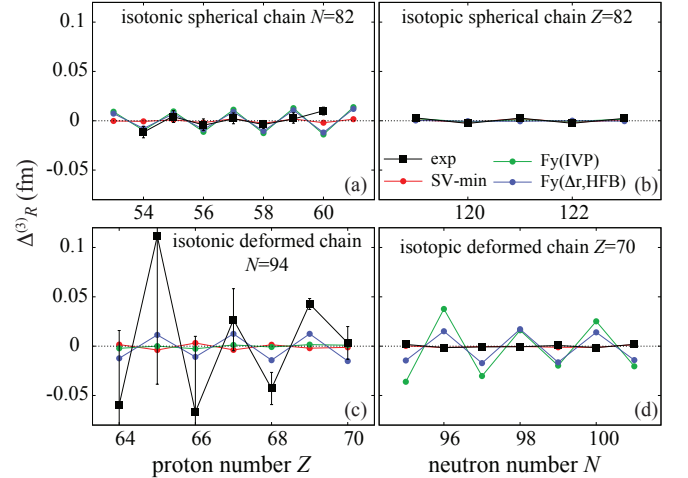 isotonic spherical chain N=82
isotopic spherical chain Z=82
0.1
0.05
0
-0.05
Δ⁽³⁾R (fm)
(a)
54 56 58 60
exp
SV-min
Fy(IVP)
Fy(Δr,HFB)
(b)
120 122
isotonic deformed chain
N=94
isotopic deformed chain Z=70
0.1
0.05
0
-0.05
(c)
(d)
64 66 68 70
96 98 100
proton number Z
neutron number N